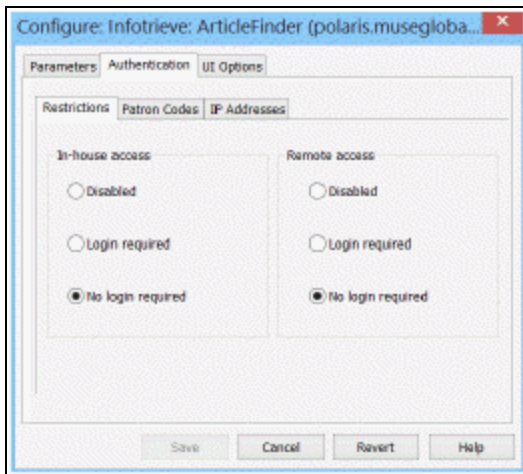 Configure: Infotrieve: ArticleFinder (polaris.musegloba...
Parameters Authentication UI Options
Restrictions Patron Codes IP Addresses
In-house access Remote access
Disabled Disabled
Login required Login required
No login required No login required
Save Cancel Revert Help